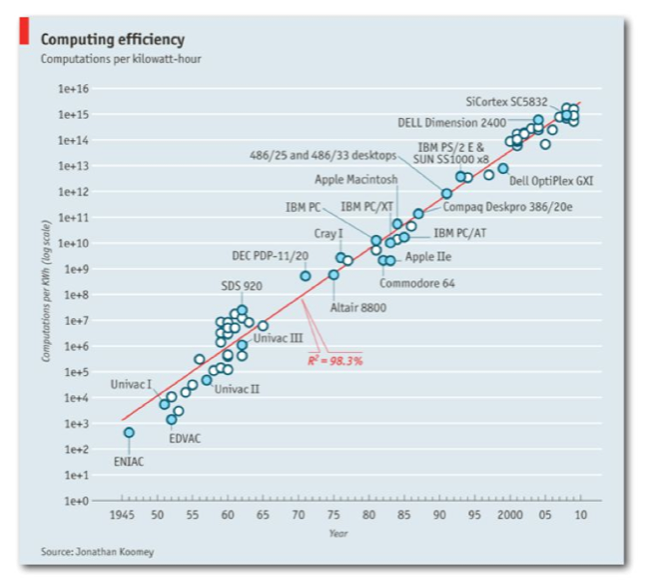 Computing efficiency
Computations per kilowatt-hour
1e+16
1e+15
1e+14
1e+13
1e+12
1e+11
1e+10
1e+9
1e+8
1e+7
1e+6
1e+5
1e+4
1e+3
1e+2
1e+1
1e+0
Computations per KWh (log scale)
SiCortex SC5832
DELL Dimension 2400
IBM PS/2 E &
SUN SS1000 x8
486/25 and 486/33 desktops
Dell OptiPlex GXI
Apple Macintosh
IBM PC
IBM PC/XT
Compaq Deskpro 386/20e
Cray I
IBM PC/AT
DEC PDP-11/20
Apple IIe
Commodore 64
SDS 920
Altair 8800
Univac III
R² = 98.3%
Univac I
Univac II
EDVAC
ENIAC
1945 50 55 60 65 70 75 80 85 90 95 2000 05 10
Year
Source: Jonathan Koomey